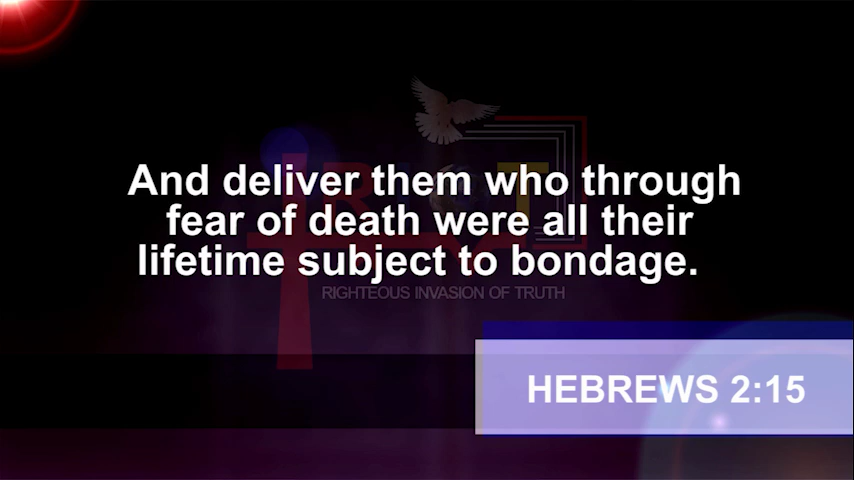 And deliver them who through
fear of death were all their
lifetime subject to bondage.
RIGHTEOUS INVASION OF TRUTH
HEBREWS 2:15